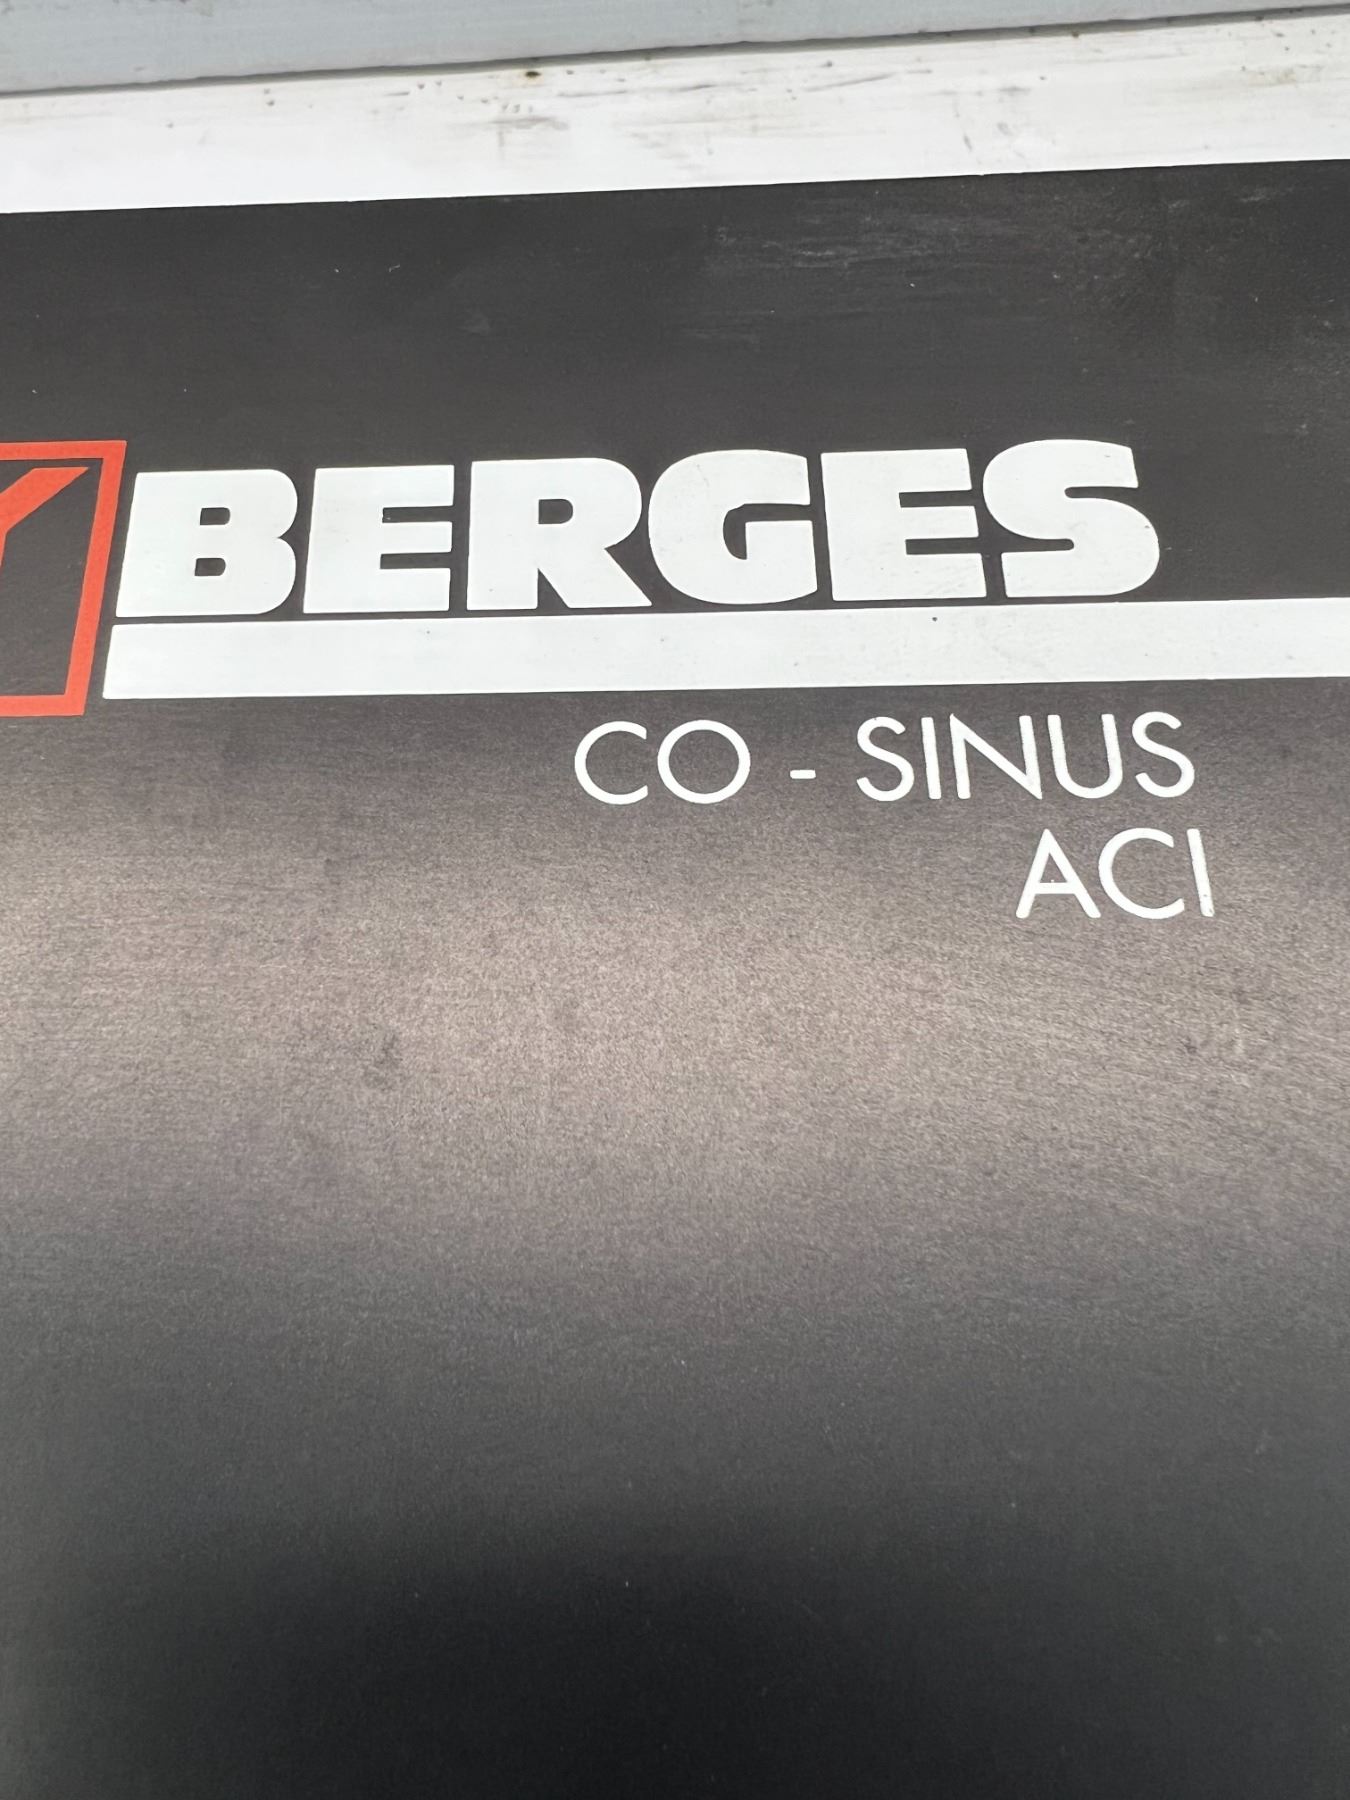 BERGES
CO - SINUS
ACI